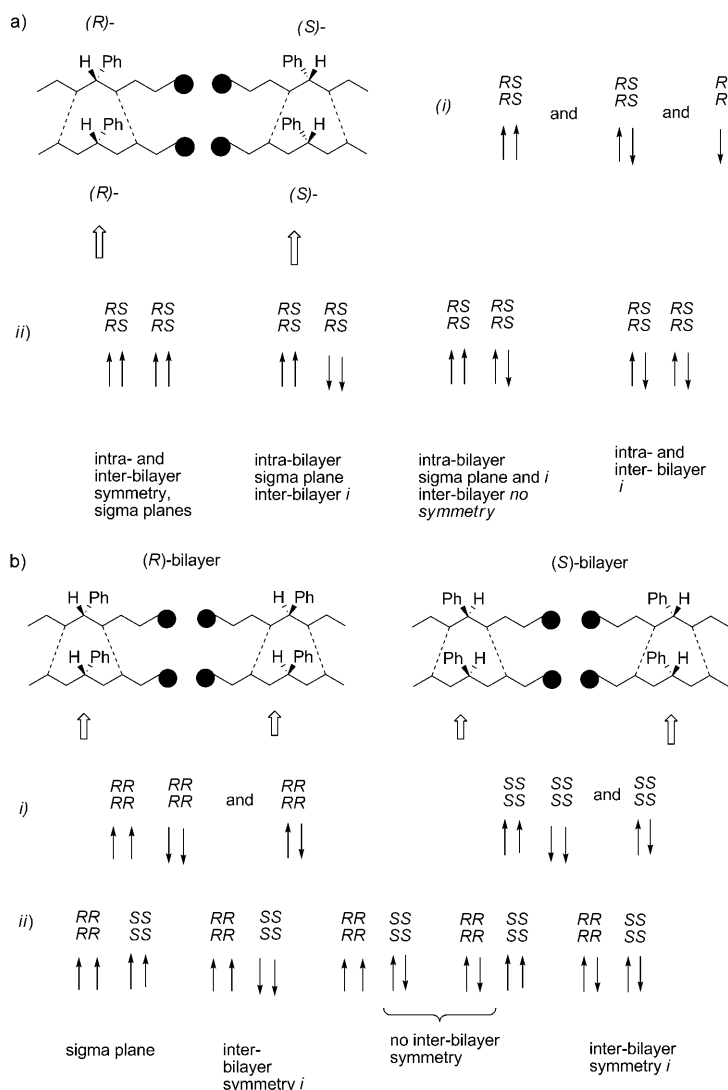 a)
(R)-
(S)-
H Ph
Ph H
H Ph
Ph H
(R)-
(S)-
(i)
RS
RS
and
RS
RS
and
ii)
RS RS
RS RS
RS RS
RS RS
RS RS
RS RS
RS RS
RS RS
intra- and
inter-bilayer
symmetry,
sigma planes
intra-bilayer
sigma plane
inter-bilayer i
intra-bilayer
sigma plane and i
inter-bilayer no
symmetry
intra- and
inter- bilayer
i
b)
(R)-bilayer
(S)-bilayer
H Ph
H Ph
Ph H
Ph H
H Ph
H Ph
Ph H
Ph H
i)
RR RR
RR RR
and
RR
RR
SS SS
SS SS
and
SS
SS
ii)
RR SS
RR SS
RR SS
RR SS
RR SS
RR SS
RR SS
RR SS
RR SS
RR SS
sigma plane
inter-
bilayer
symmetry i
no inter-bilayer
symmetry
inter-bilayer
symmetry i